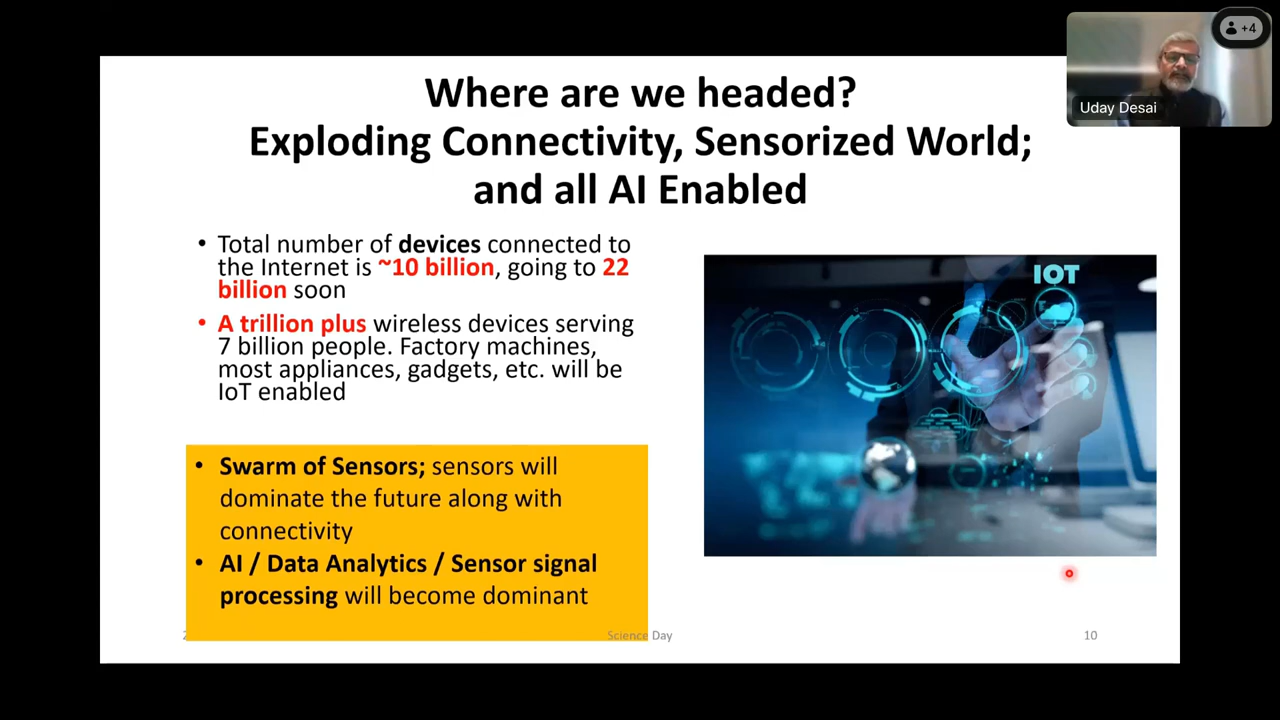 Where are we headed?
Exploding Connectivity, Sensorized World;
and all AI Enabled
+4
Uday Desai
• Total number of devices connected to
the Internet is ~10 billion, going to 22
billion soon
• A trillion plus wireless devices serving
7 billion people. Factory machines,
most appliances, gadgets, etc. will be
IoT enabled
IOT
• Swarm of Sensors; sensors will
dominate the future along with
connectivity
• AI / Data Analytics / Sensor signal
processing will become dominant
Science Day
10